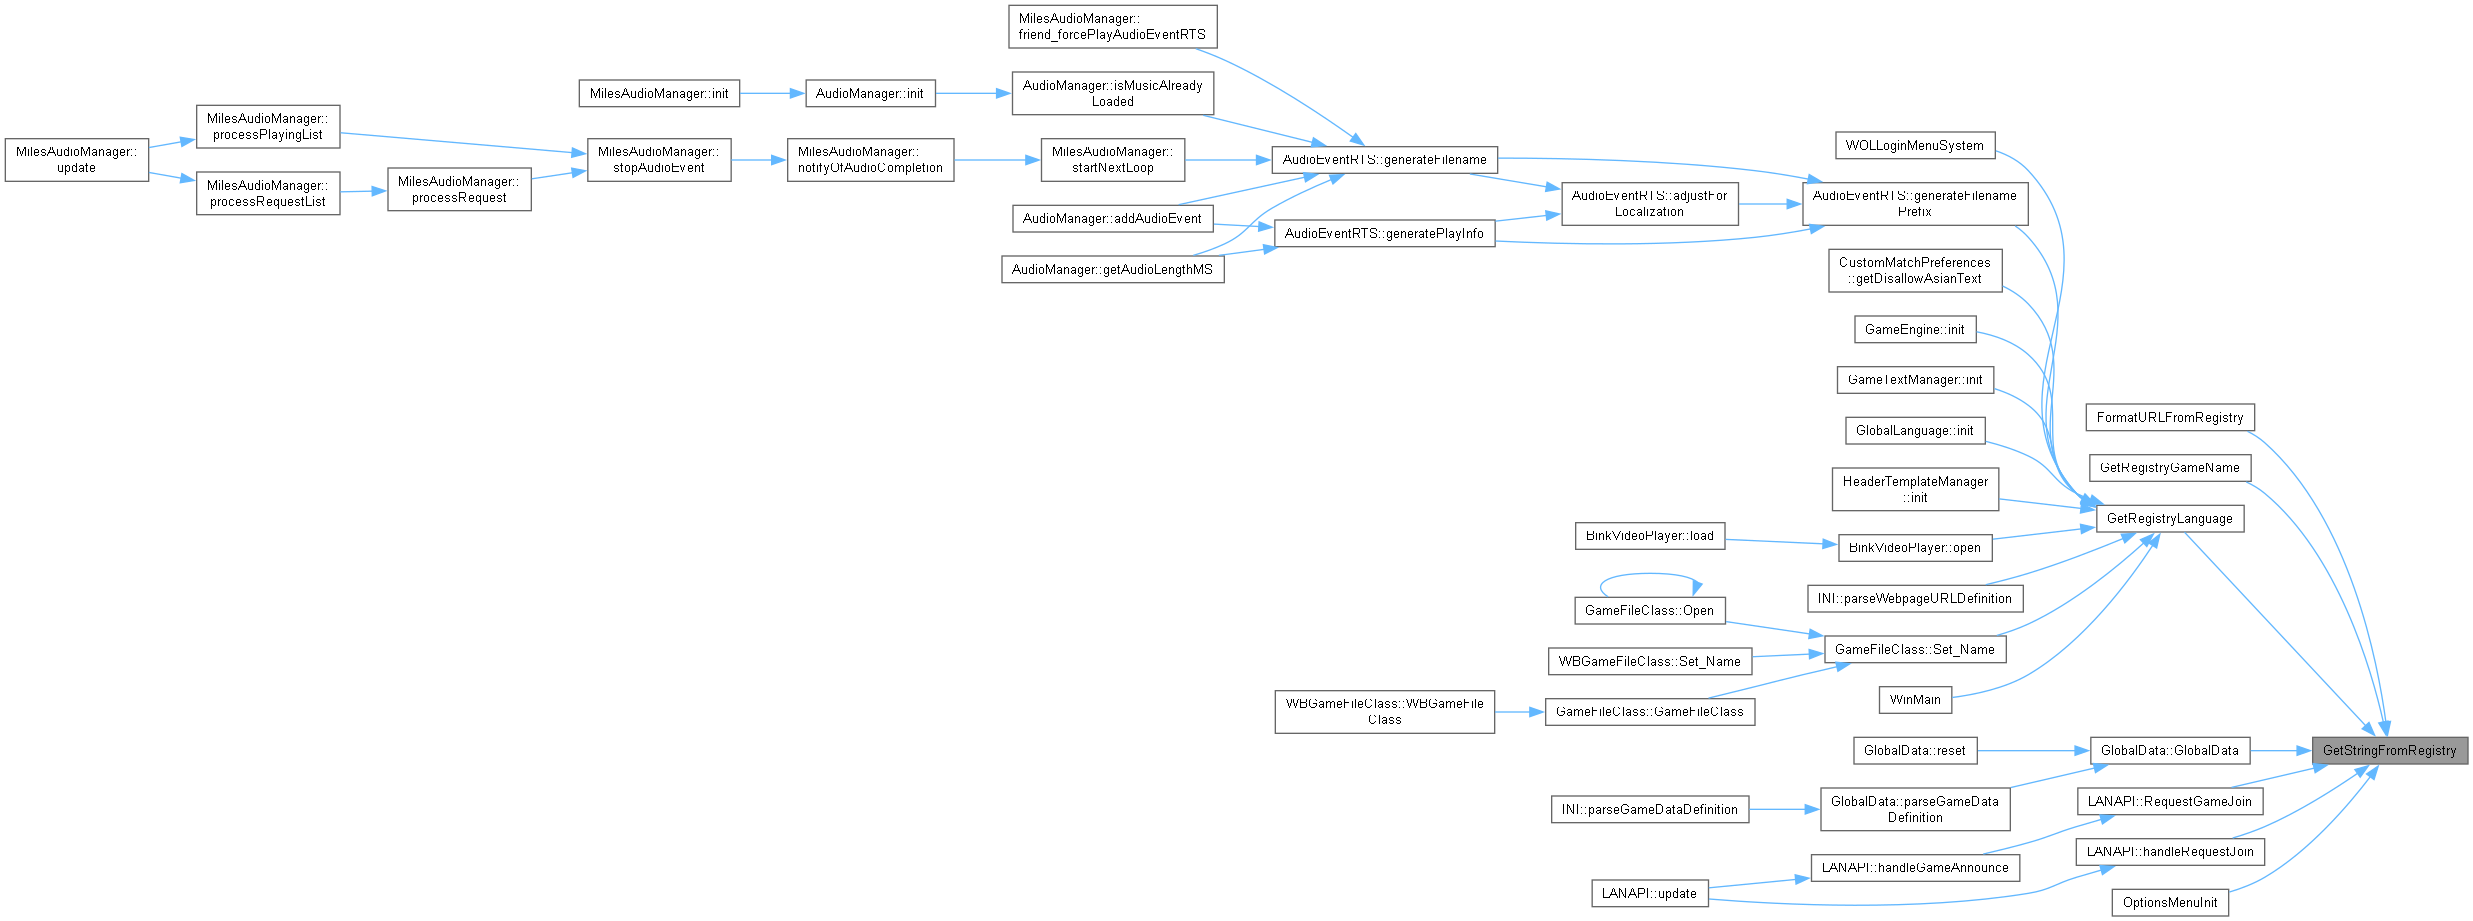 MilesAudioManager::
friend_forcePlayAudioEventRTS
MilesAudioManager::init
AudioManager::init
AudioManager::isMusicAlready
Loaded
MilesAudioManager::
processPlayingList
MilesAudioManager::
update
MilesAudioManager::
processRequestList
MilesAudioManager::
processRequest
MilesAudioManager::
stopAudioEvent
MilesAudioManager::
notifyOfAudioCompletion
MilesAudioManager::
startNextLoop
AudioManager::addAudioEvent
AudioManager::getAudioLengthMS
AudioEventRTS::generateFilename
AudioEventRTS::generatePlayInfo
AudioEventRTS::adjustFor
Localization
AudioEventRTS::generateFilename
Prefix
WOLLoginMenuSystem
CustomMatchPreferences
::getDisallowAsianText
GameEngine::init
GameTextManager::init
GlobalLanguage::init
HeaderTemplateManager
::init
BinkVideoPlayer::load
BinkVideoPlayer::open
INI::parseWebpageURLDefinition
GameFileClass::Open
GameFileClass::Set_Name
WBGameFileClass::Set_Name
WBGameFileClass::WBGameFile
Class
GameFileClass::GameFileClass
WinMain
FormatURLFromRegistry
GetRegistryGameName
GetRegistryLanguage
GlobalData::reset
GlobalData::GlobalData
GetStringFromRegistry
INI::parseGameDataDefinition
GlobalData::parseGameData
Definition
LANAPI::RequestGameJoin
LANAPI::handleRequestJoin
LANAPI::handleGameAnnounce
LANAPI::update
OptionsMenuInit